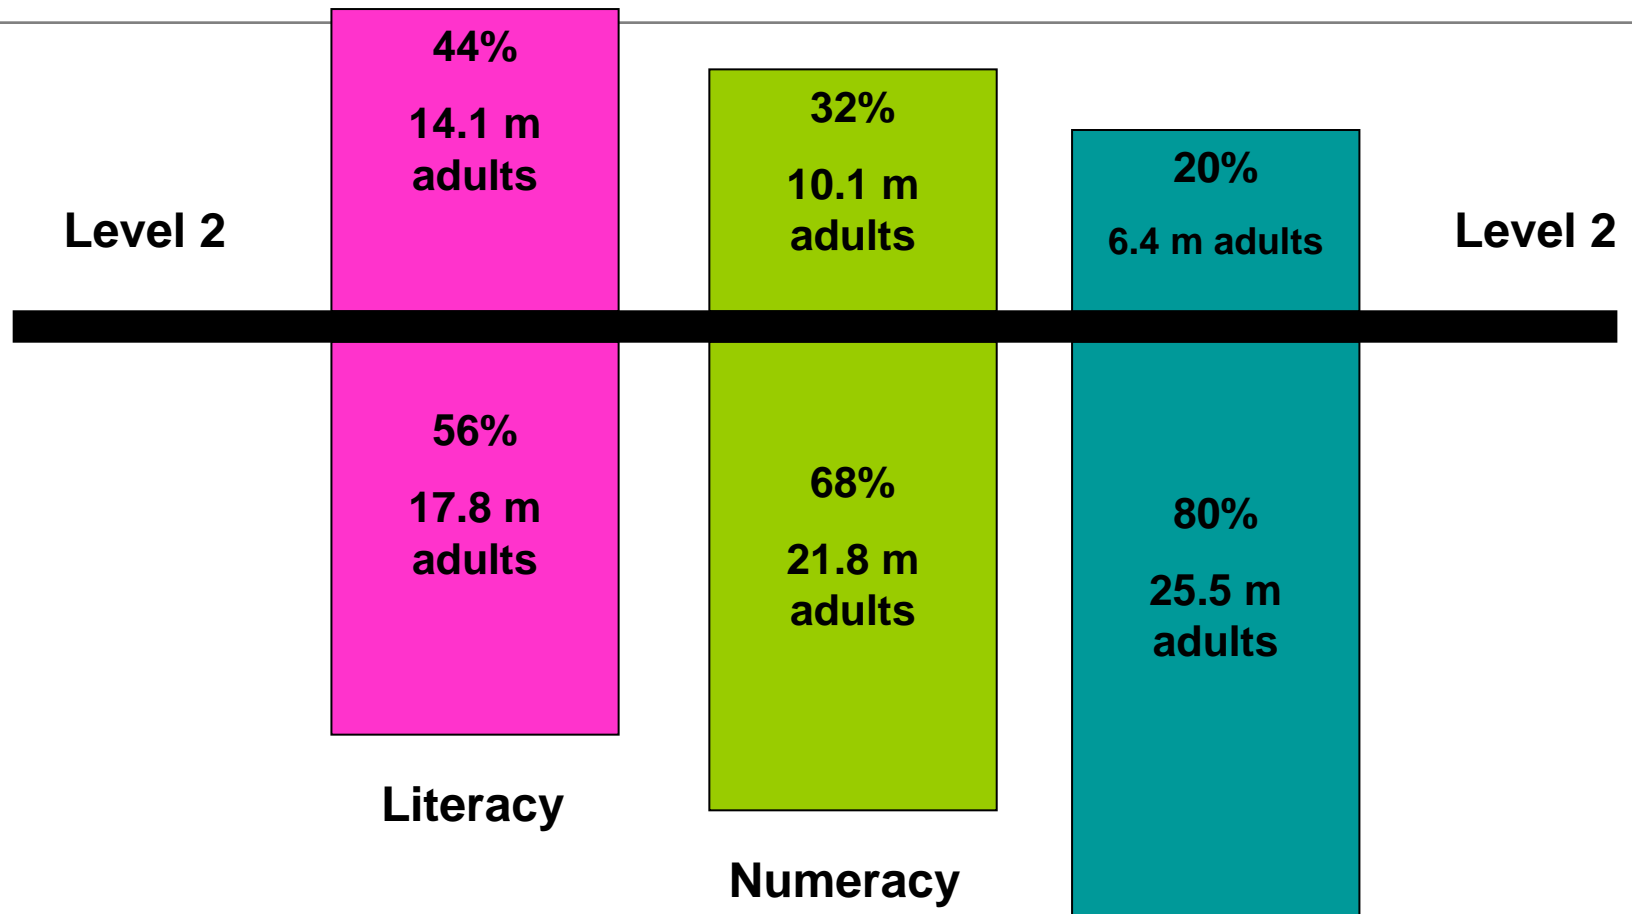 44%
14.1 m
adults
32%
10.1 m
adults
20%
6.4 m adults
Level 2
Level 2
56%
17.8 m
adults
68%
21.8 m
adults
80%
25.5 m
adults
Literacy
Numeracy